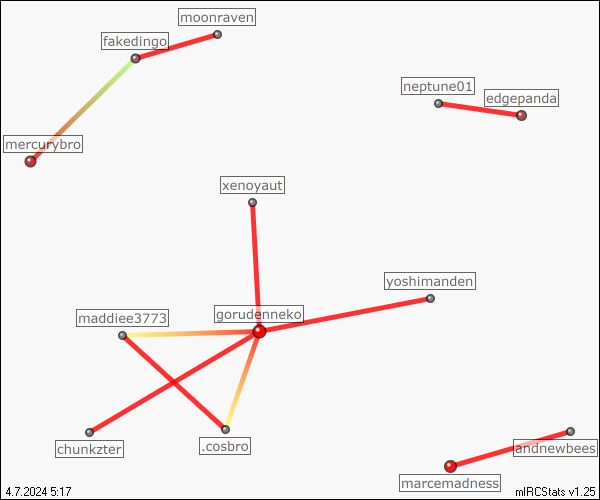 moonraven
fakedingo
neptune01
edgepanda
mercurybro
xenoyaut
yoshimanden
maddiee3773
gorudenneko
chunkzter
.cosbro
andnewbees
marcemadness
4.7.2024 5:17
mIRCStats v1.25